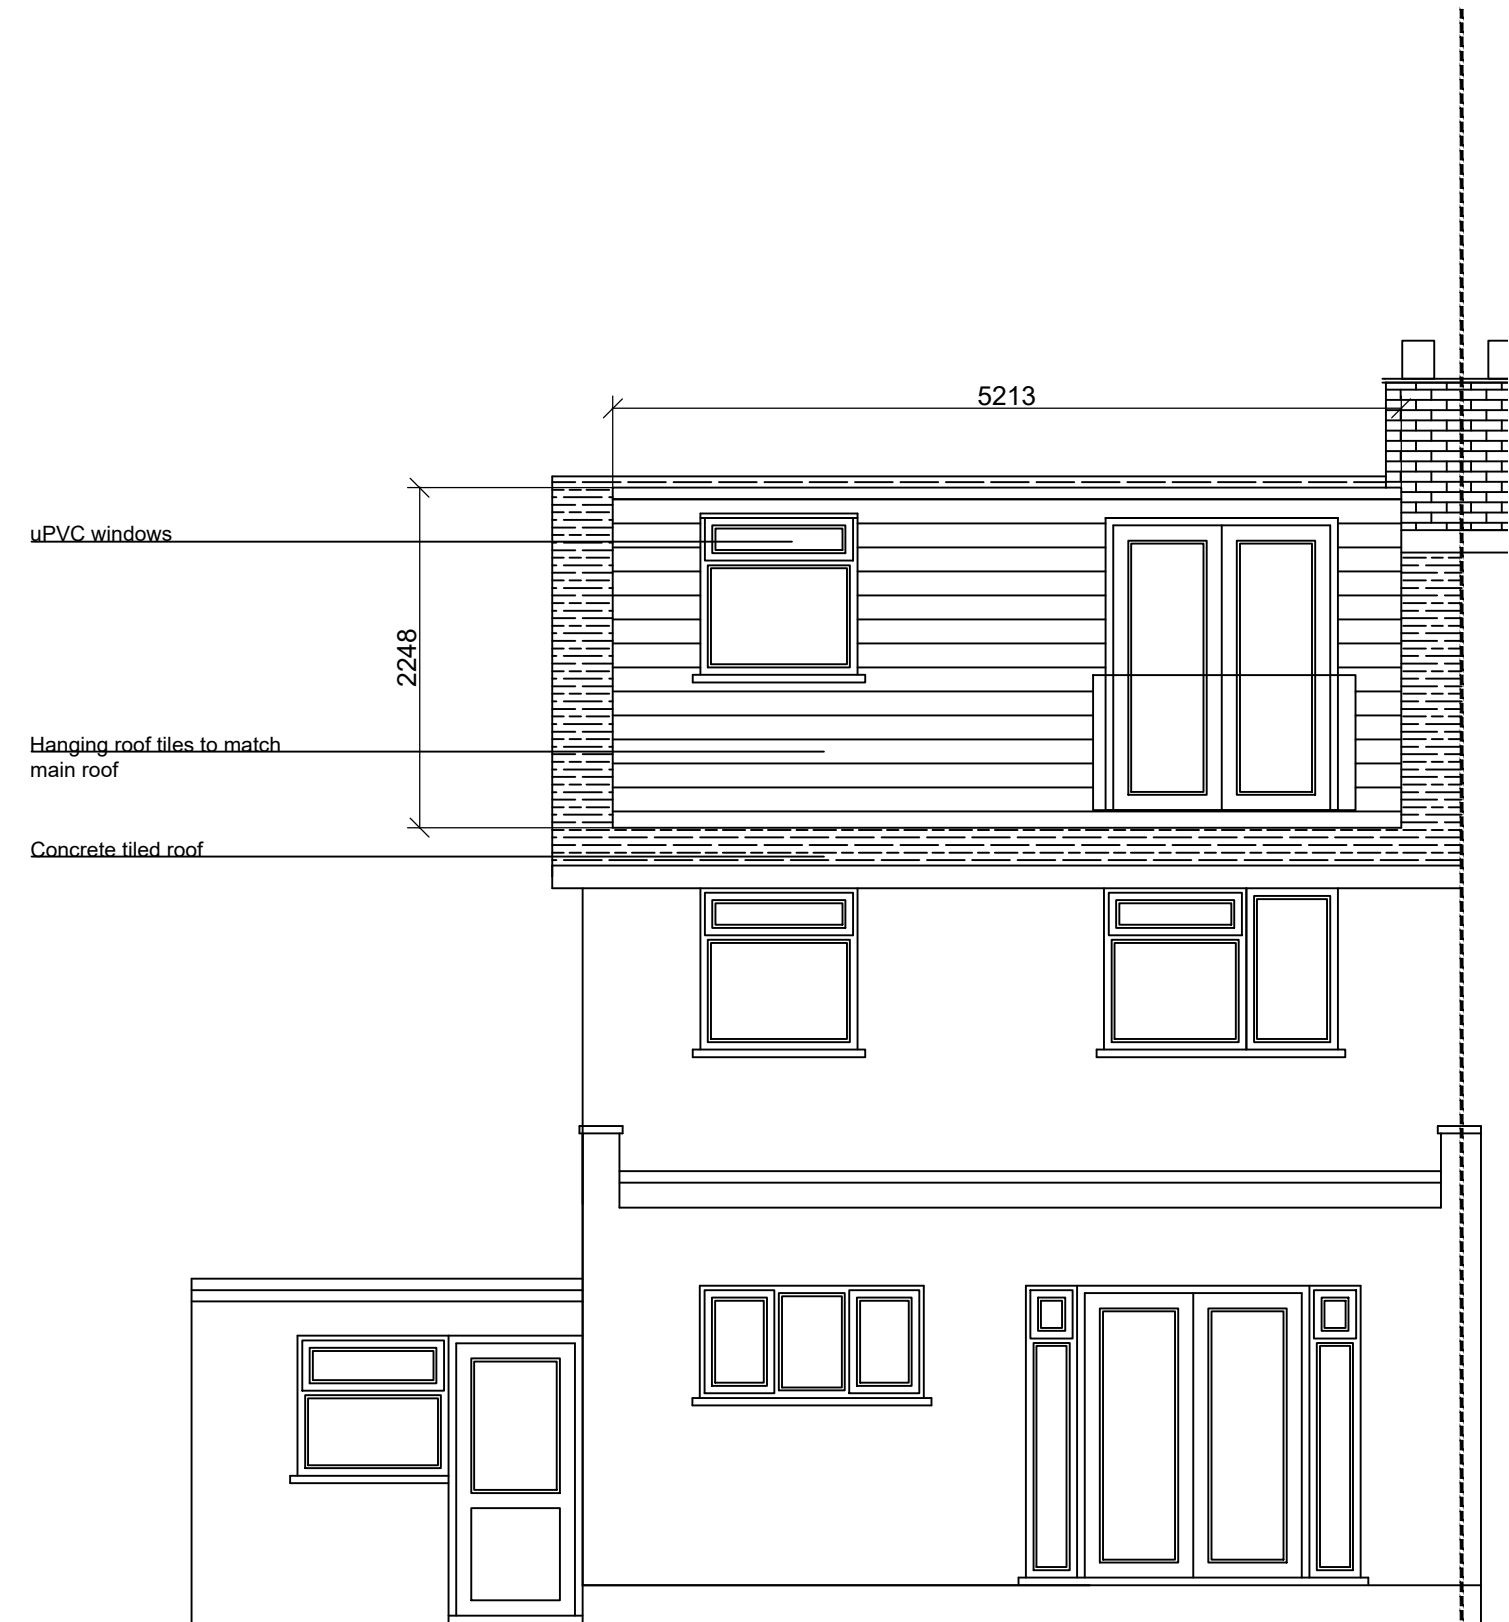 5213
uPVC windows
2248
Hanging roof tiles to match
main roof
Concrete tiled roof